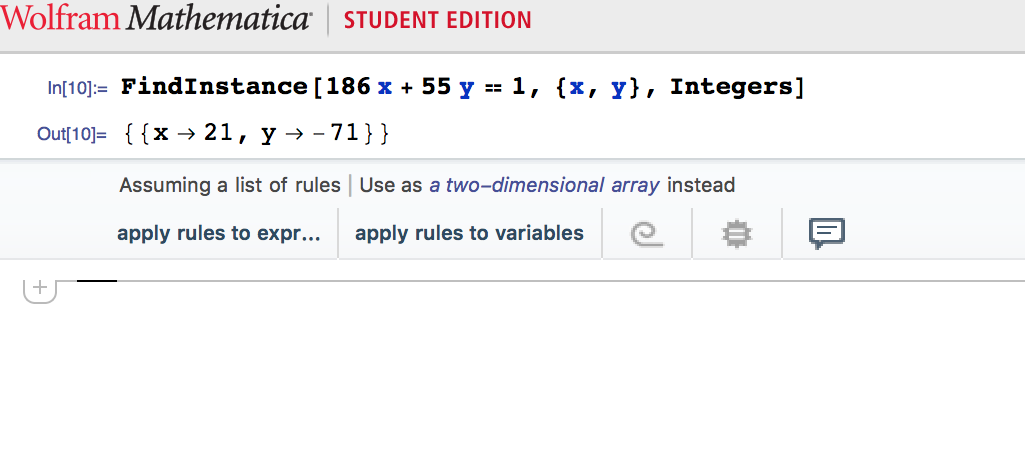 Wolfram Mathematica | STUDENT EDITION
In[10]:= FindInstance[186 x + 55 y == 1, {x, y}, Integers]
Out[10]= {{x → 21, y → -71}}
Assuming a list of rules | Use as a two-dimensional array instead
apply rules to expr... apply rules to variables
+